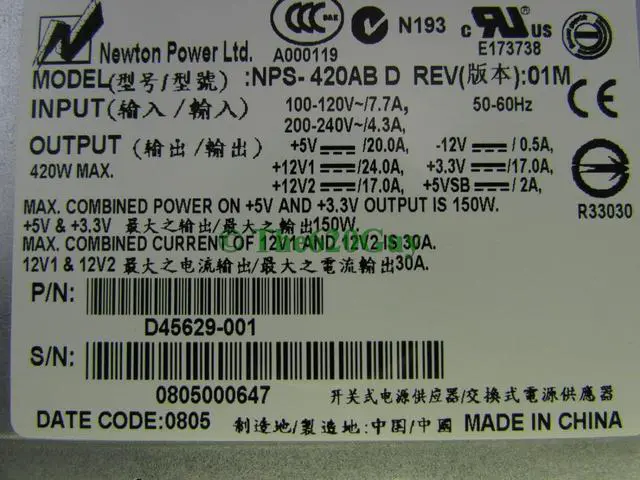 Newton Power Ltd.
A000119
N193
c UL us
E173738
MODEL(型号/型號) :NPS-420AB D REV(版本):01M
INPUT (输入/輸入) 100-120V~/7.7A, 50-60Hz
200-240V~/4.3A,
OUTPUT (输出/輸出) +5V ⎓/20.0A, -12V ⎓/0.5A,
420W MAX. +12V1 ⎓/24.0A, +3.3V ⎓/17.0A,
+12V2 ⎓/17.0A, +5VSB ⎓/2A,
CE
R33030
MAX. COMBINED POWER ON +5V AND +3.3V OUTPUT IS 150W.
+5V & +3.3V 最大之输出/最大之輸出150W.
MAX. COMBINED CURRENT OF 12V1 AND 12V2 IS 30A.
© Theo20Guy
12V1 & 12V2 最大之电流输出/最大之電流輸出30A.
P/N:
D45629-001
S/N:
0805000647
开关式电源供应器/交換式電源供應器
DATE CODE:0805 制造地/製造地:中国/中國 MADE IN CHINA